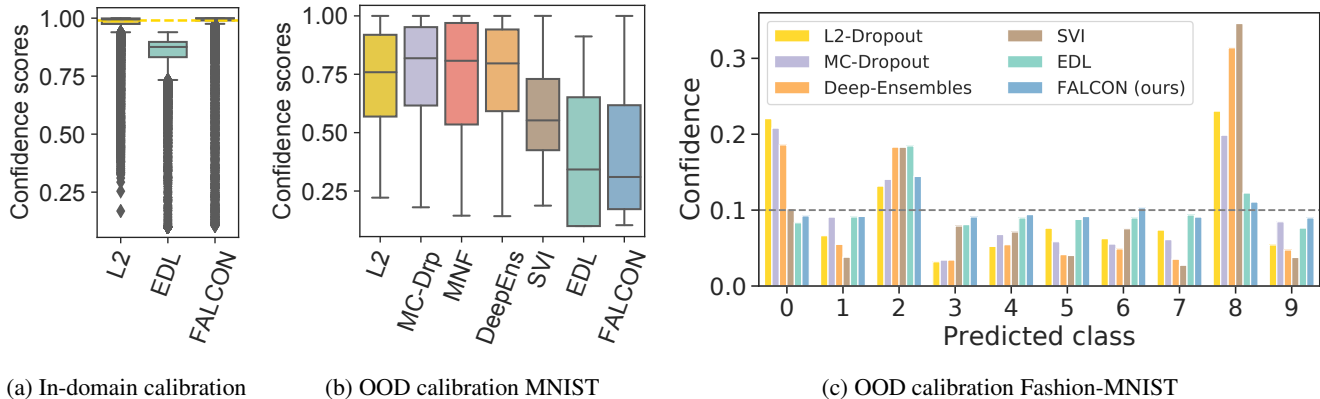 Confidence scores
1.00
0.75
0.50
0.25
L2
EDL
FALCON
(a) In-domain calibration
Confidence scores
1.00
0.75
0.50
0.25
L2
MC-Drp
MNF
DeepEns
SVI
EDL
FALCON
(b) OOD calibration MNIST
Confidence
0.3
0.2
0.1
0.0
L2-Dropout
MC-Dropout
Deep-Ensembles
SVI
EDL
FALCON (ours)
0 1 2 3 4 5 6 7 8 9
Predicted class
(c) OOD calibration Fashion-MNIST